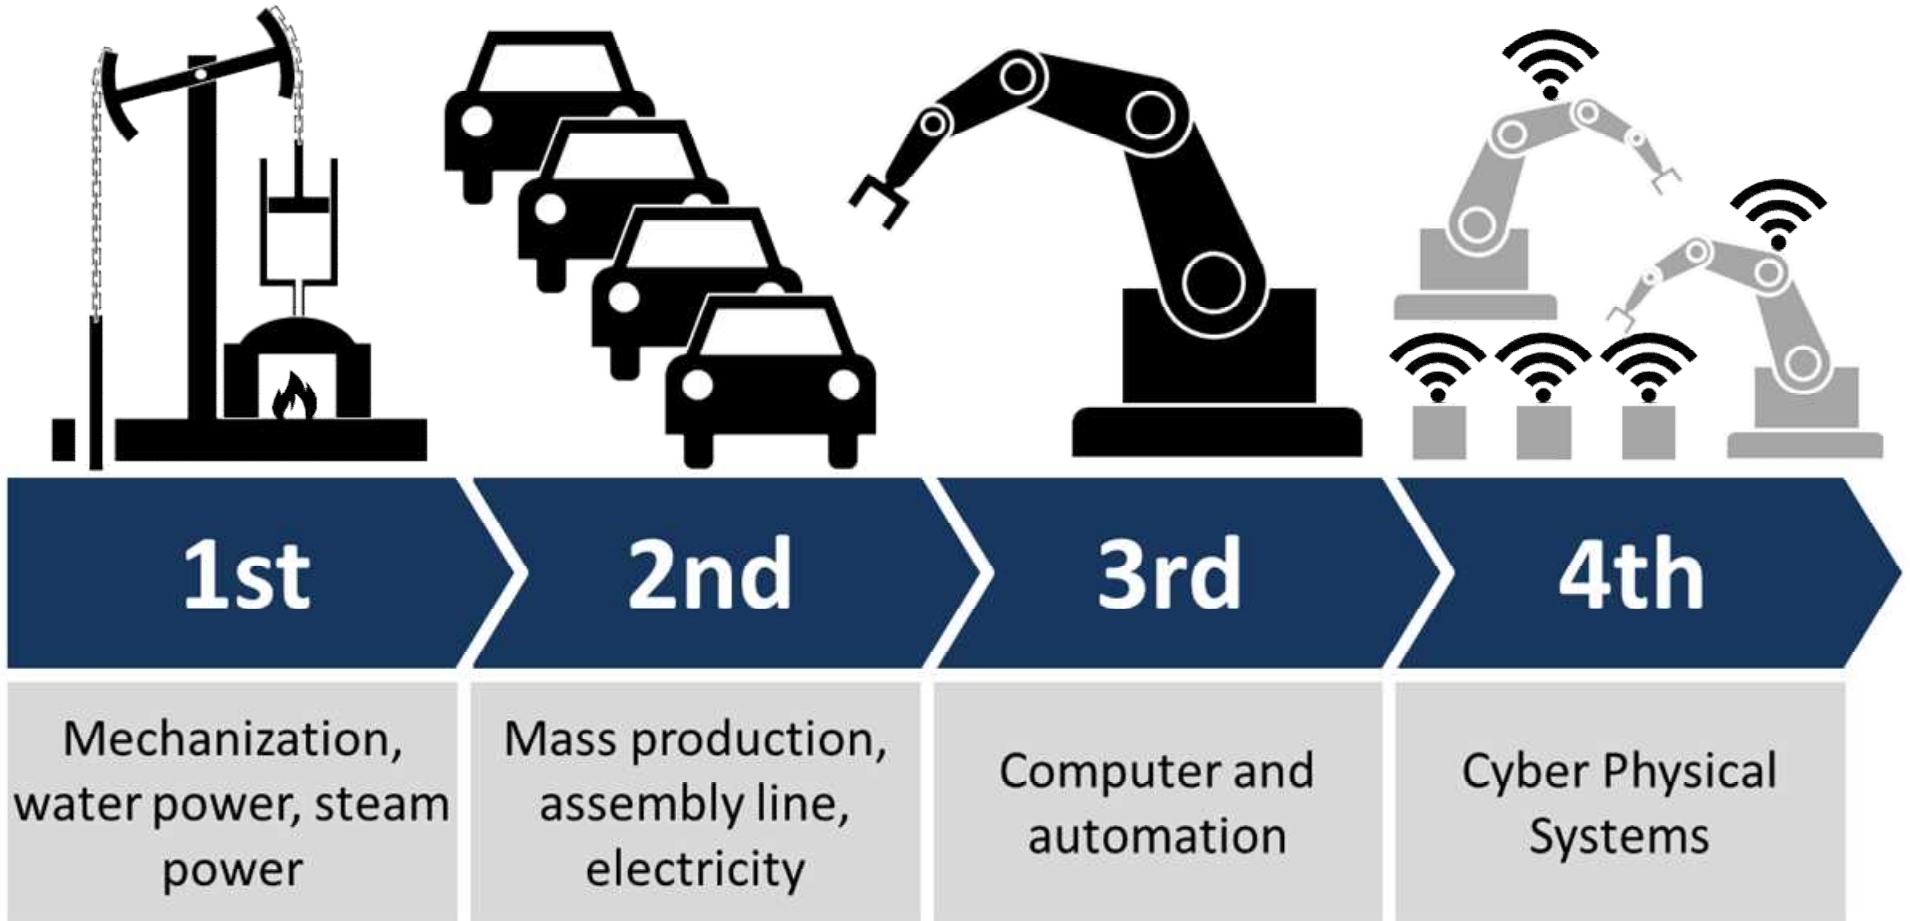 1st
2nd
3rd
4th
Mechanization,
water power, steam
power
Mass production,
assembly line,
electricity
Computer and
automation
Cyber Physical
Systems